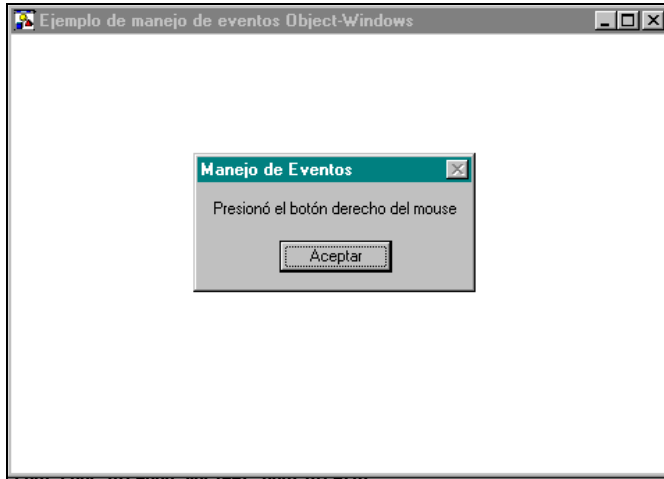 Ejemplo de manejo de eventos Object-Windows
Manejo de Eventos
Presionó el botón derecho del mouse
Aceptar